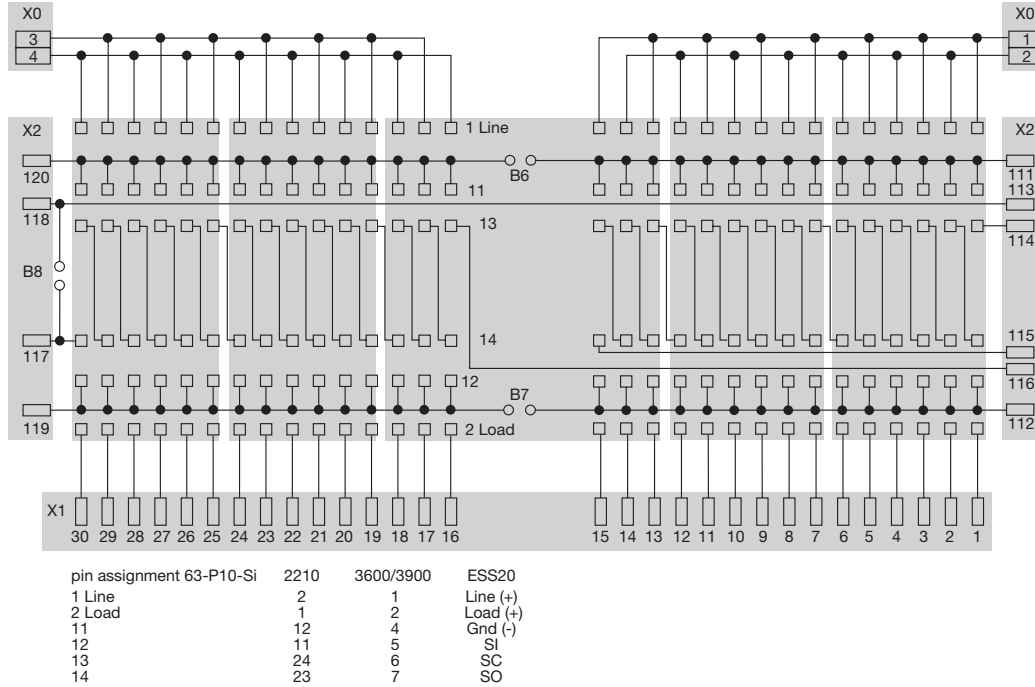 X0 X0
3 1
4 2
X2 1 Line X2
120 B6 111
11 113
118 13 114
B8
14 115
117 12 116
B7
119 2 Load 112
X1
30 29 28 27 26 25 24 23 22 21 20 19 18 17 16 15 14 13 12 11 10 9 8 7 6 5 4 3 2 1
pin assignment 63-P10-Si 2210 3600/3900 ESS20
1 Line 2 1 Line (+)
2 Load 1 2 Load (+)
11 12 4 Gnd (-)
12 11 5 SI
13 24 6 SC
14 23 7 SO